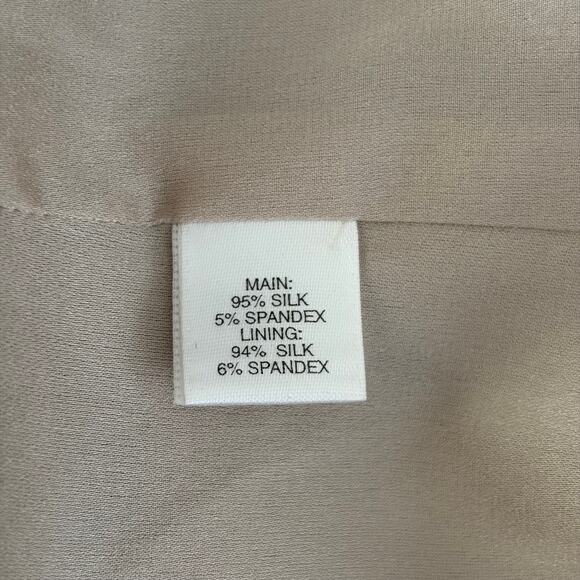 MAIN:
95% SILK
5% SPANDEX
LINING:
94% SILK
6% SPANDEX